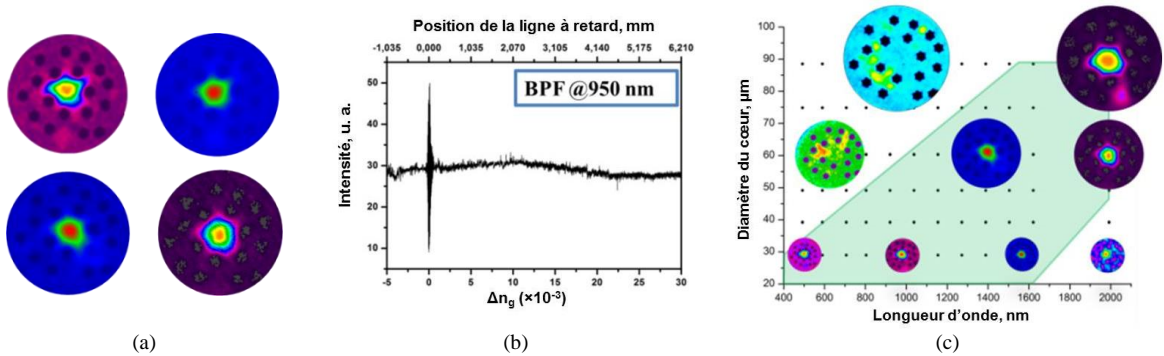 Position de la ligne à retard, mm
-1,035 0,000 1,035 2,070 3,105 4,140 5,175 6,210
50
40
30
20
10
Intensité, u. a.
BPF @950 nm
-5 0 5 10 15 20 25 30
Δng (×10-3)
100
90
80
70
60
50
40
30
20
Diamètre du cœur, µm
400 600 800 1000 1200 1400 1600 1800 2000
Longueur d'onde, nm
(a) (b) (c)